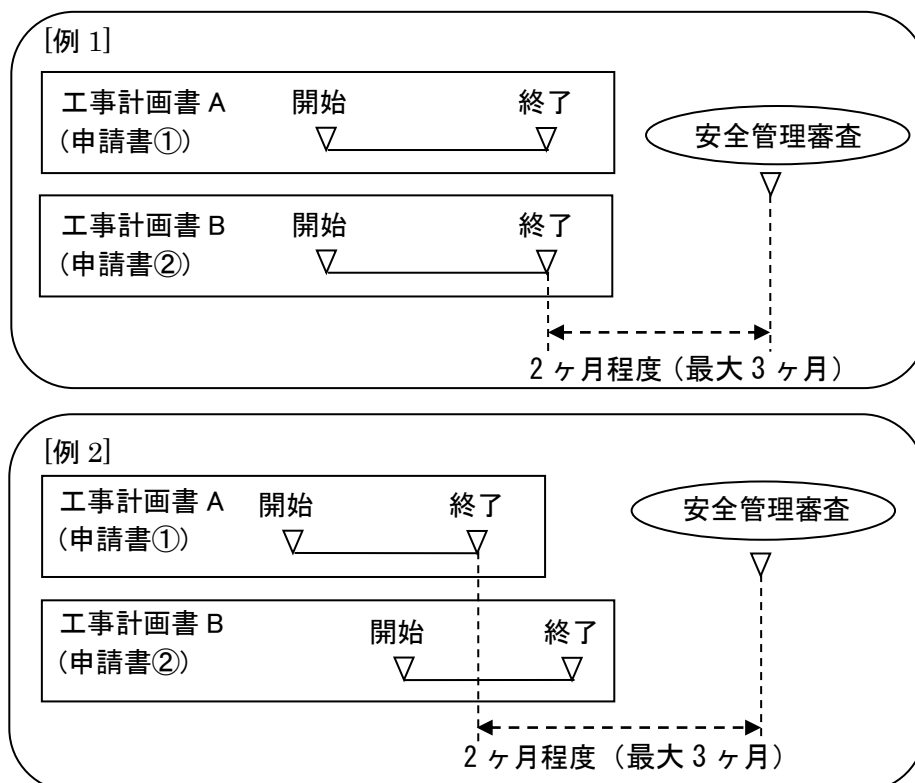 [例 1]
工事計画書 A
(申請書①)
開始
終了
安全管理審査
工事計画書 B
(申請書②)
開始
終了
2 ヶ月程度（最大 3 ヶ月）
[例 2]
工事計画書 A
(申請書①)
開始
終了
安全管理審査
工事計画書 B
(申請書②)
開始
終了
2 ヶ月程度（最大 3 ヶ月）